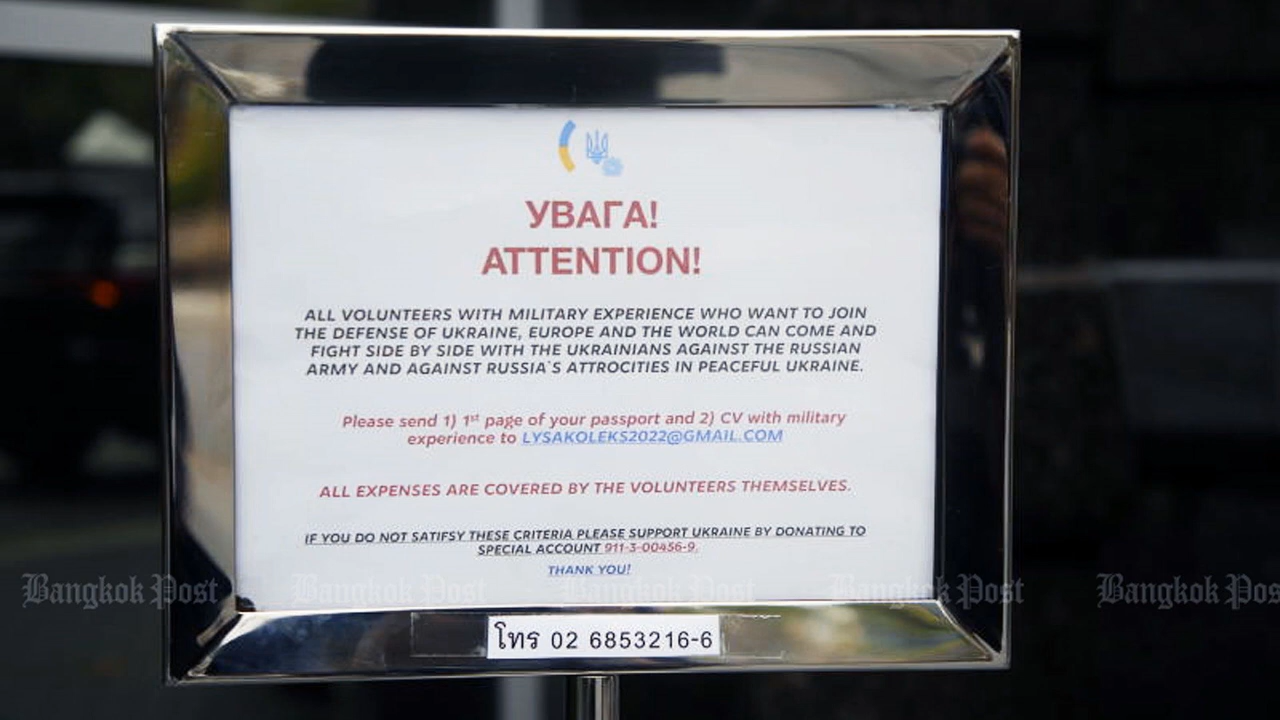 УВАГА!
ATTENTION!
ALL VOLUNTEERS WITH MILITARY EXPERIENCE WHO WANT TO JOIN
THE DEFENSE OF UKRAINE, EUROPE AND THE WORLD CAN COME AND
FIGHT SIDE BY SIDE WITH THE UKRAINIANS AGAINST THE RUSSIAN
ARMY AND AGAINST RUSSIA'S ATTROCITIES IN PEACEFUL UKRAINE.
Please send 1) 1st page of your passport and 2) CV with military
experience to LYSAKOLEKS2022@GMAIL.COM
ALL EXPENSES ARE COVERED BY THE VOLUNTEERS THEMSELVES.
IF YOU DO NOT SATIFSY THESE CRITERIA PLEASE SUPPORT UKRAINE BY DONATING TO
SPECIAL ACCOUNT 911-3-00456-9.
THANK YOU!
Bangkok Post Bangkok Post Bangkok Post Bangkok Post Bangkok Pos
โทร 02 6853216-6